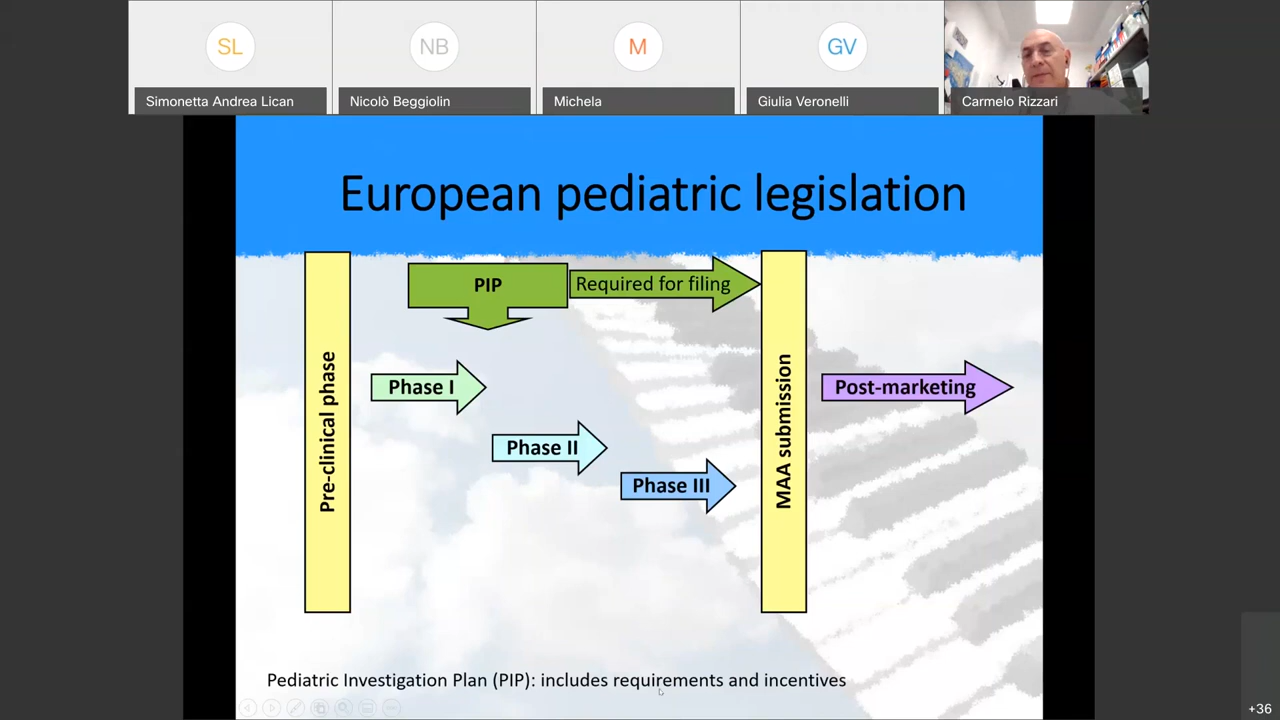 SL
NB
M
GV
Simonetta Andrea Lican
Nicolò Beggiolin
Michela
Giulia Veronelli
Carmelo Rizzari
European pediatric legislation
PIP
Required for filing
Pre-clinical phase
Phase I
Phase II
Phase III
MAA submission
Post-marketing
Pediatric Investigation Plan (PIP): includes requirements and incentives
+36